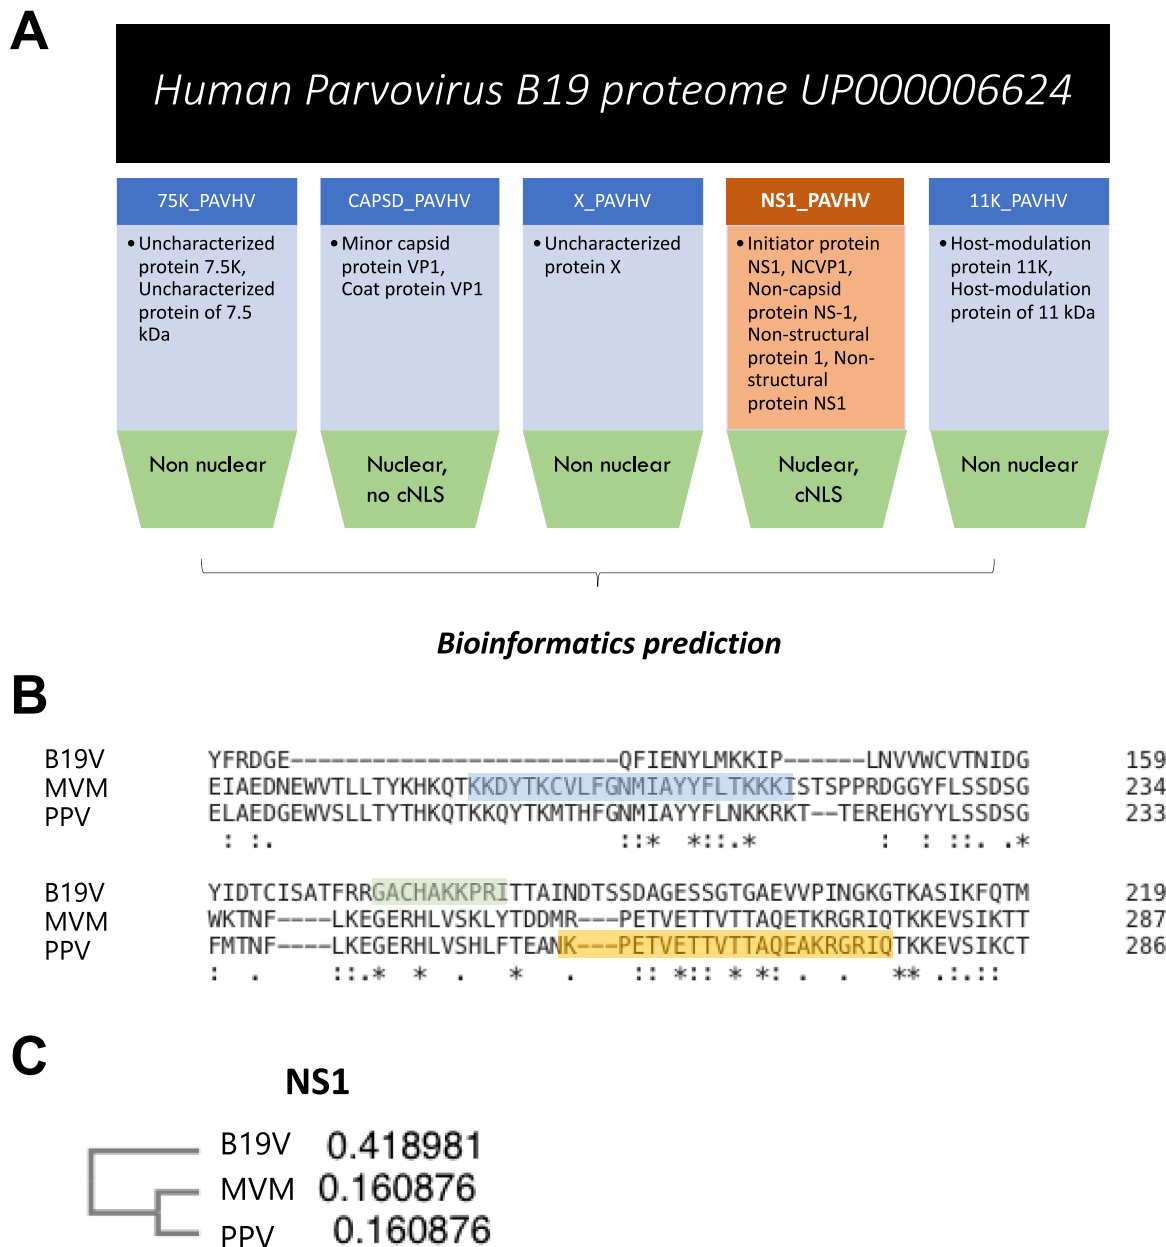 A
Human Parvovirus B19 proteome UP000006624
75K_PAVHV
• Uncharacterized
protein 7.5K,
Uncharacterized
protein of 7.5
kDa
Non nuclear
CAPSD_PAVHV
• Minor capsid
protein VP1,
Coat protein VP1
Nuclear,
no cNLS
X_PAVHV
• Uncharacterized
protein X
Non nuclear
NS1_PAVHV
• Initiator protein
NS1, NCVP1,
Non-capsid
protein NS-1,
Non-structural
protein 1, Non-
structural
protein NS1
Nuclear,
cNLS
11K_PAVHV
• Host-modulation
protein 11K,
Host-modulation
protein of 11 kDa
Non nuclear
Bioinformatics prediction
B
B19V YFRDGE------------------------QFIENYLMKKIP------LNVVWCVTNIDG 159
MVM EIAEDNEWVTLLTYKHKQTKKDYTKCVLFGNMIAYYFLTKKKISTSPPRDGGYFLSSDSG 234
PPV ELAEDGEWVSLLTYTHKQTKKQYTKMTHFGNMIAYYFLNKKRKT--TEREHGYYLSSDSG 233
: :. ::* *::.* : : :: . .*
B19V YIDTCISATFRRGACHAKKPRITTAINDTSSDAGESSGTGAEVVPINGKGTKASIKFQTM 219
MVM WKTNF----LKEGERHLVSKLYTDDMR---PETVETTVTTAQETKRGRIQTKKEVSIKTT 287
PPV FMTNF----LKEGERHLVSHLFTEANK---PETVETTVTTAQEAKRGRIQTKKEVSIKCT 286
: . ::.* * . * . :: *:: * *: . . ** .:.::
C
NS1
B19V 0.418981
MVM 0.160876
PPV 0.160876